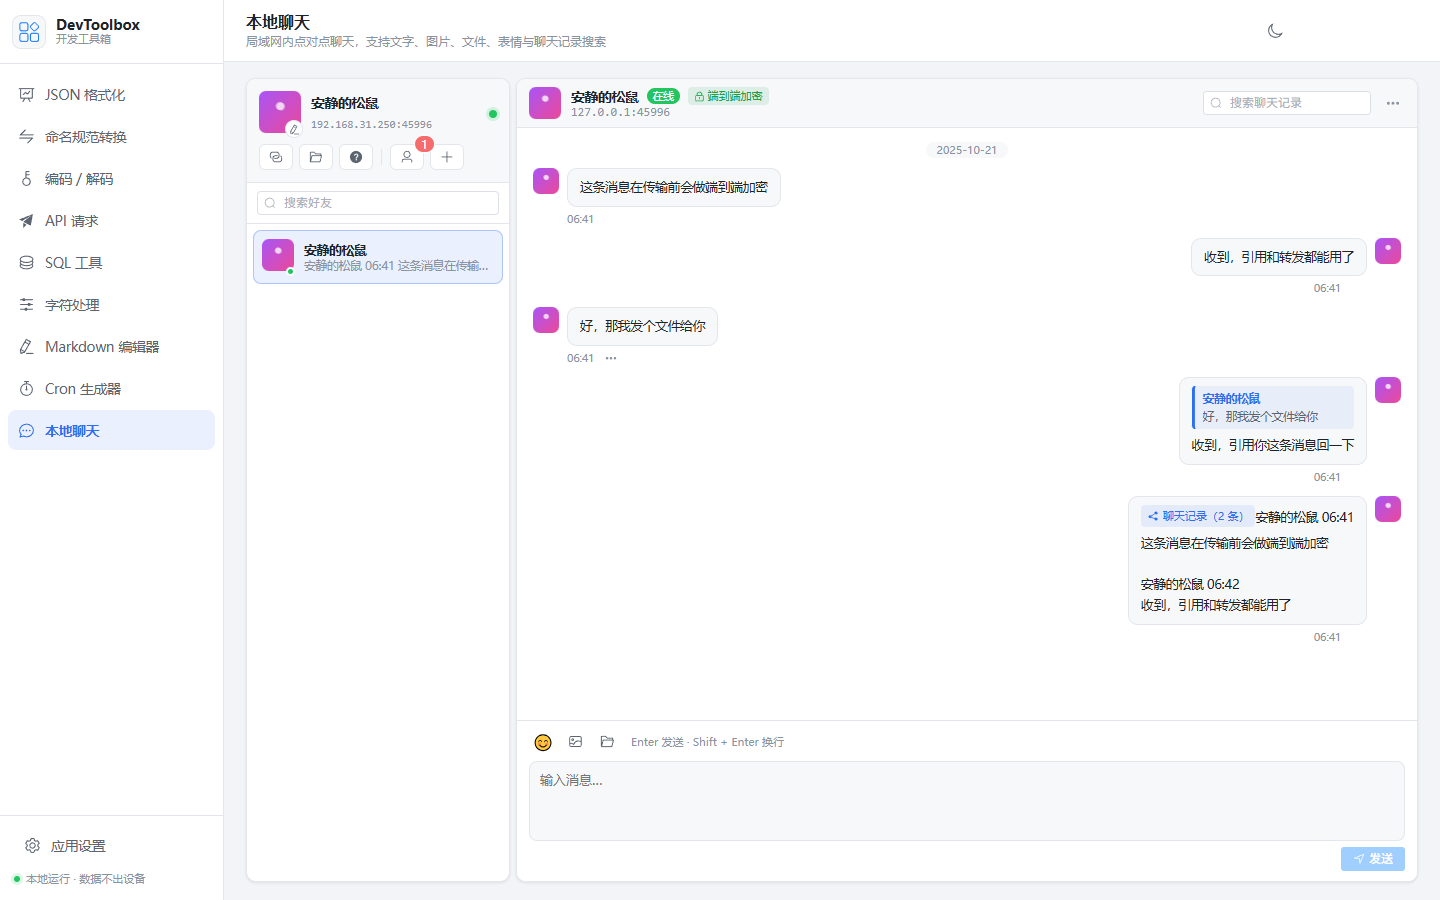 DevToolbox
开发工具箱
JSON 格式化
命名规范转换
编码 / 解码
API 请求
SQL 工具
字符处理
Markdown 编辑器
Cron 生成器
本地聊天
应用设置
本地运行 · 数据不出设备
本地聊天
局域网内点对点聊天，支持文字、图片、文件、表情与聊天记录搜索
安静的松鼠
192.168.31.250:45996
1
搜索好友
安静的松鼠
安静的松鼠 06:41 这条消息在传输...
安静的松鼠 在线 端到端加密
127.0.0.1:45996
搜索聊天记录
2025-10-21
这条消息在传输前会做端到端加密
06:41
收到，引用和转发都能用了
06:41
好，那我发个文件给你
06:41
安静的松鼠
好，那我发个文件给你
收到，引用你这条消息回一下
06:41
聊天记录（2 条） 安静的松鼠 06:41
这条消息在传输前会做端到端加密
安静的松鼠 06:42
收到，引用和转发都能用了
06:41
Enter 发送 · Shift + Enter 换行
输入消息...
发送